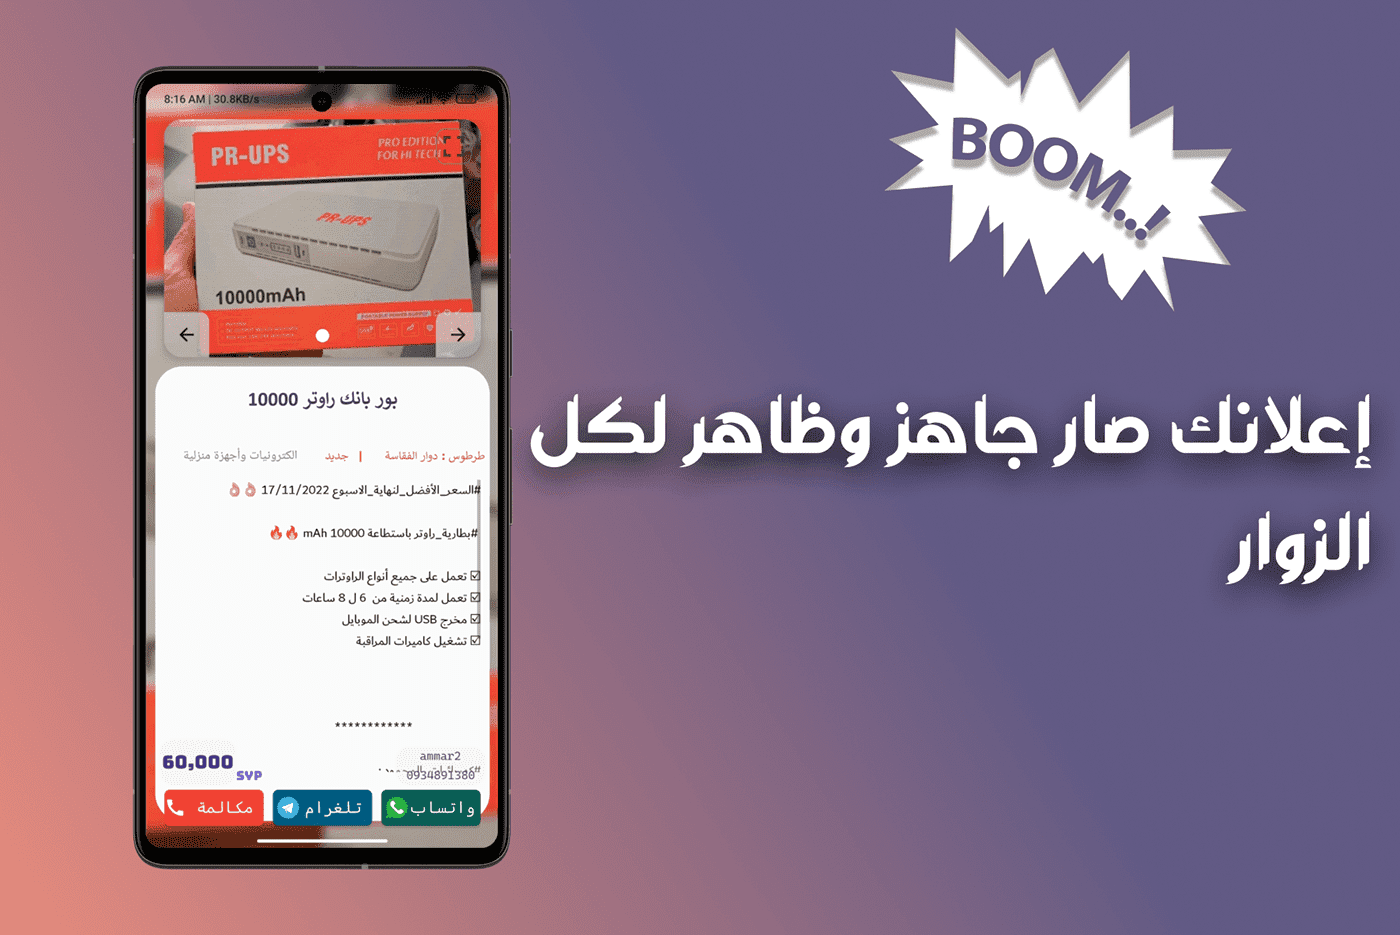 BOOM..!
إعلانك صار جاهز وظاهر لكل
الزوار
8:16 AM | 30.8KB/s
PR-UPS
PRO EDITION
FOR HI TECH
PR-UPS
10000mAh
بور بانك راوتر 10000
طرطوس : دوار الفقاسة | جديد الكترونيات وأجهزة منزلية
#السعر_الأفضل_لنهاية_الاسبوع 17/11/2022 👌👌
#بطارية_راوتر باستطاعة 10000 mAh 🔥🔥
☑ تعمل على جميع أنواع الراوترات
☑ تعمل لمدة زمنية من 6 ل 8 ساعات
☑ مخرج USB لشحن الموبايل
☑ تشغيل كاميرات المراقبة
************
60,000 SYP
ammar2
0934891380
واتساب تلغرام مكالمة